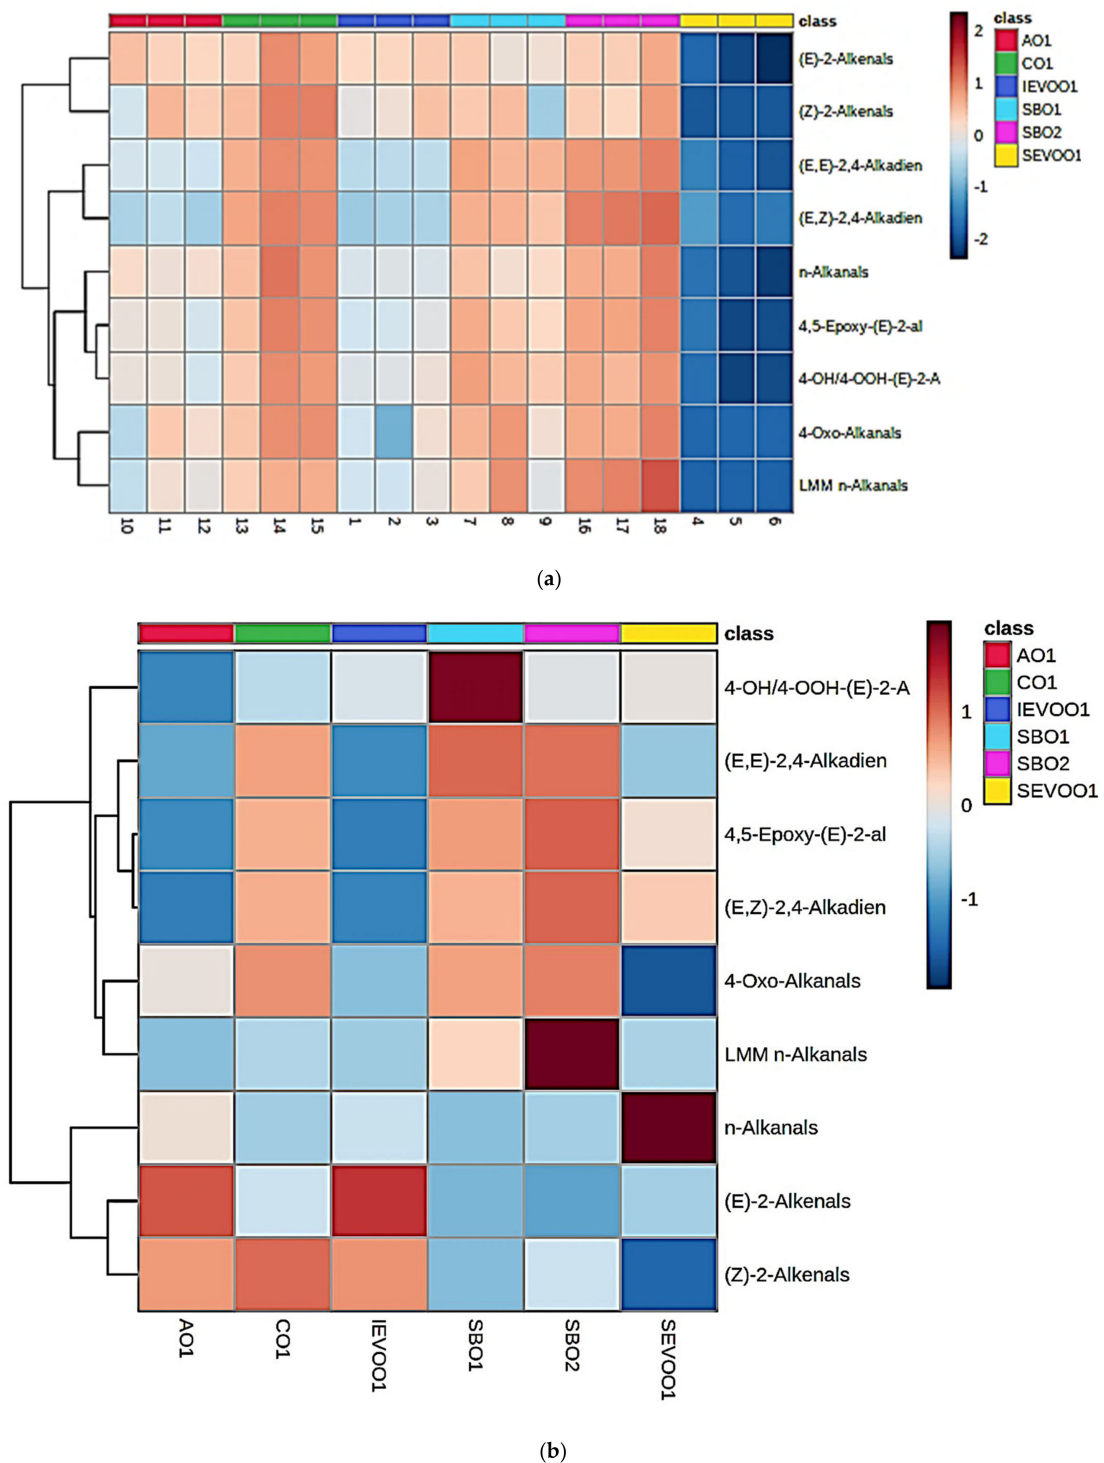 class
class
2
1
0
-1
-2
AO1
CO1
IEVOO1
SBO1
SBO2
SEVOO1
(E)-2-Alkenals
(Z)-2-Alkenals
(E,E)-2,4-Alkadien
(E,Z)-2,4-Alkadien
n-Alkanals
4,5-Epoxy-(E)-2-al
4-OH/4-OOH-(E)-2-A
4-Oxo-Alkanals
LMM n-Alkanals
10 11 12 13 14 15 1 2 3 7 8 9 16 17 18 4 5 6
(a)
class
class
1
0
-1
AO1
CO1
IEVOO1
SBO1
SBO2
SEVOO1
4-OH/4-OOH-(E)-2-A
(E,E)-2,4-Alkadien
4,5-Epoxy-(E)-2-al
(E,Z)-2,4-Alkadien
4-Oxo-Alkanals
LMM n-Alkanals
n-Alkanals
(E)-2-Alkenals
(Z)-2-Alkenals
AO1 CO1 IEVOO1 SBO1 SBO2 SEVOO1
(b)